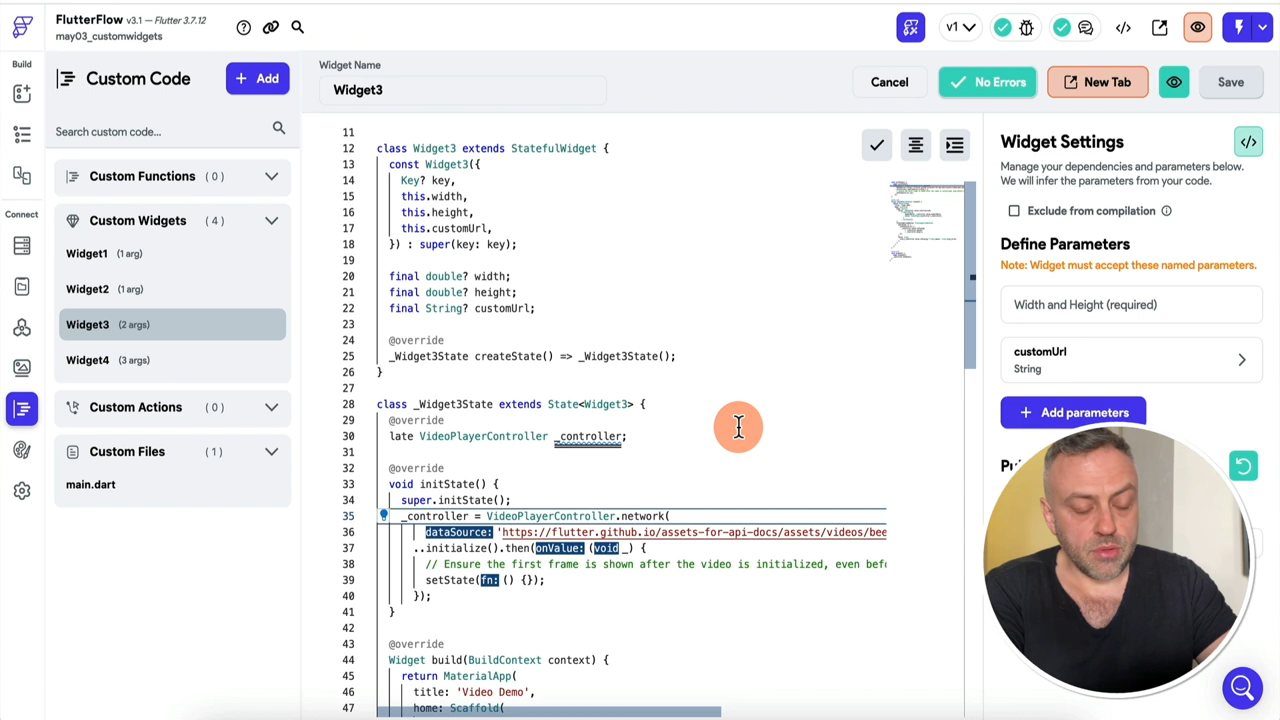 FlutterFlow v3.1 – Flutter 3.7.12
may03_customwidgets
v1
Build
Connect
Custom Code
+ Add
Search custom code...
Custom Functions ( 0 )
Custom Widgets ( 4 )
Widget1 (1 arg)
Widget2 (1 arg)
Widget3 (2 args)
Widget4 (3 args)
Custom Actions ( 0 )
Custom Files ( 1 )
main.dart
Widget Name
Widget3
Cancel
No Errors
New Tab
Save
11
12 class Widget3 extends StatefulWidget {
13 const Widget3({
14 Key? key,
15 this.width,
16 this.height,
17 this.customUrl,
18 }) : super(key: key);
19
20 final double? width;
21 final double? height;
22 final String? customUrl;
23
24 @override
25 _Widget3State createState() => _Widget3State();
26 }
27
28 class _Widget3State extends State<Widget3> {
29 @override
30 late VideoPlayerController _controller;
31
32 @override
33 void initState() {
34 super.initState();
35 _controller = VideoPlayerController.network(
36 dataSource: 'https://flutter.github.io/assets-for-api-docs/assets/videos/bee
37 ..initialize().then(onValue: (void _) {
38 // Ensure the first frame is shown after the video is initialized, even befo
39 setState(fn: () {});
40 });
41 }
42
43 @override
44 Widget build(BuildContext context) {
45 return MaterialApp(
46 title: 'Video Demo',
47 home: Scaffold(
Widget Settings
Manage your dependencies and parameters below.
We will infer the parameters from your code.
Exclude from compilation
Define Parameters
Note: Widget must accept these named parameters.
Width and Height (required)
customUrl
String
+ Add parameters